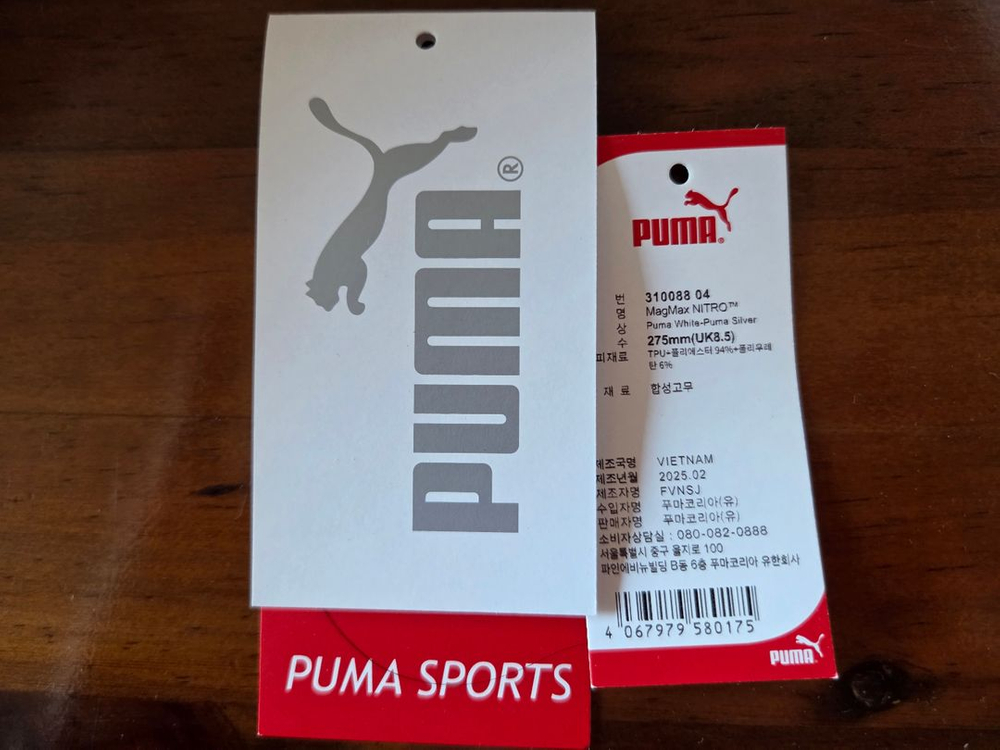 PUMA®
PUMA SPORTS
PUMA®
번 310088 04
명 MagMax NITRO™
상 Puma White-Puma Silver
수 275mm(UK8.5)
피재료 TPU+폴리에스터 94%+폴리우레
탄 6%
재 료 합성고무
제조국명 VIETNAM
제조년월 2025.02
제조자명 FVNSJ
수입자명 푸마코리아(유)
판매자명 푸마코리아(유)
소비자상담실 : 080-082-0888
서울특별시 중구 을지로 100
파인에비뉴빌딩 B동 6층 푸마코리아 유한회사
4 067979 580175
PUMA